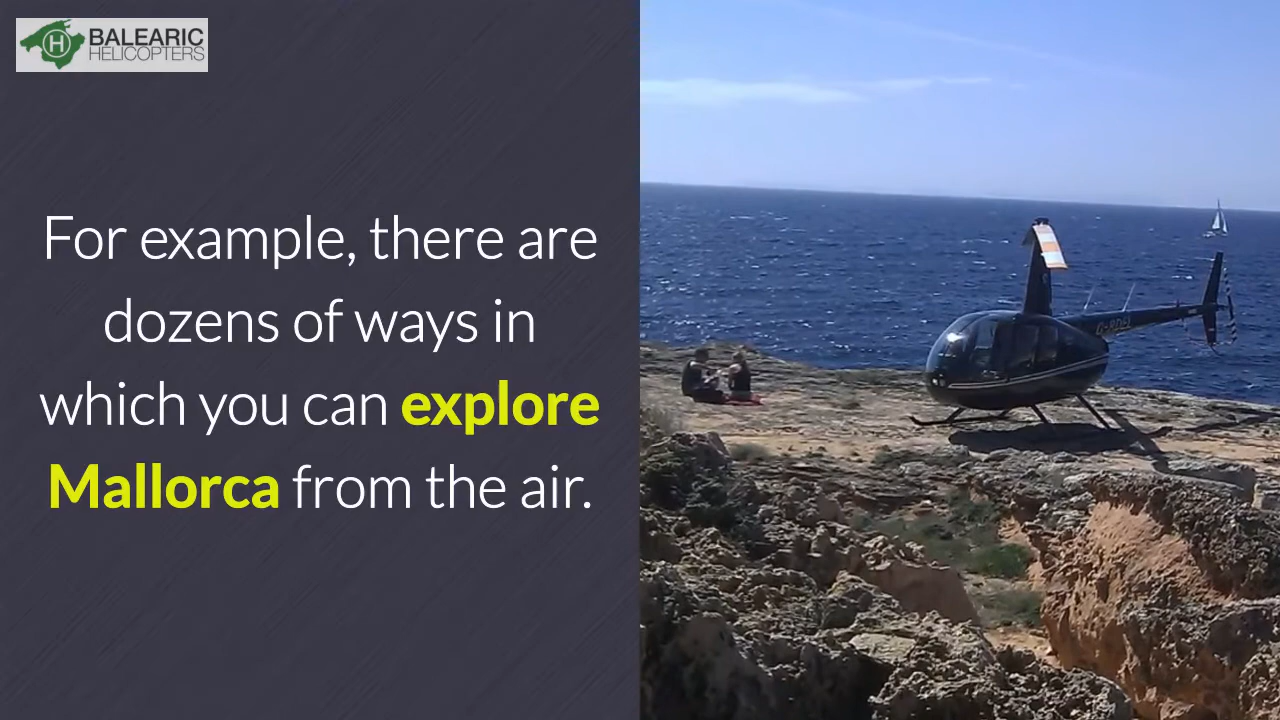 BALEARIC
HELICOPTERS
For example, there are
dozens of ways in
which you can explore
Mallorca from the air.